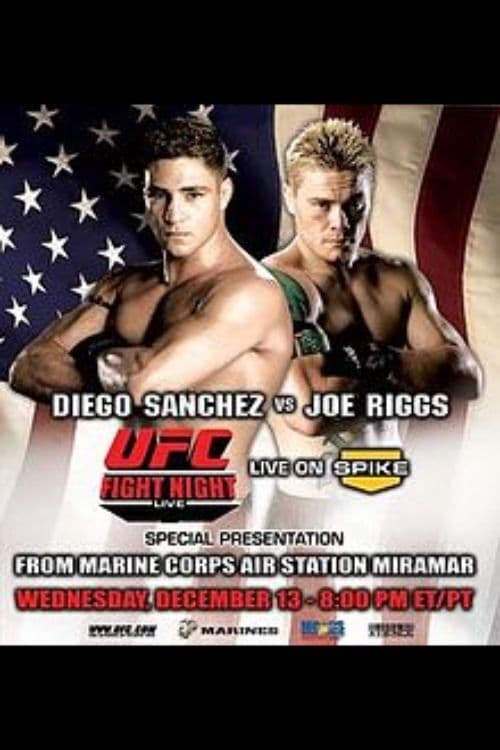 DIEGO SANCHEZ VS JOE RIGGS
UFC
FIGHT NIGHT
LIVE
LIVE ON SPIKE
SPECIAL PRESENTATION
FROM MARINE CORPS AIR STATION MIRAMAR
WEDNESDAY, DECEMBER 13 - 8:00 PM ET/PT
WWW.UFC.COM MARINES